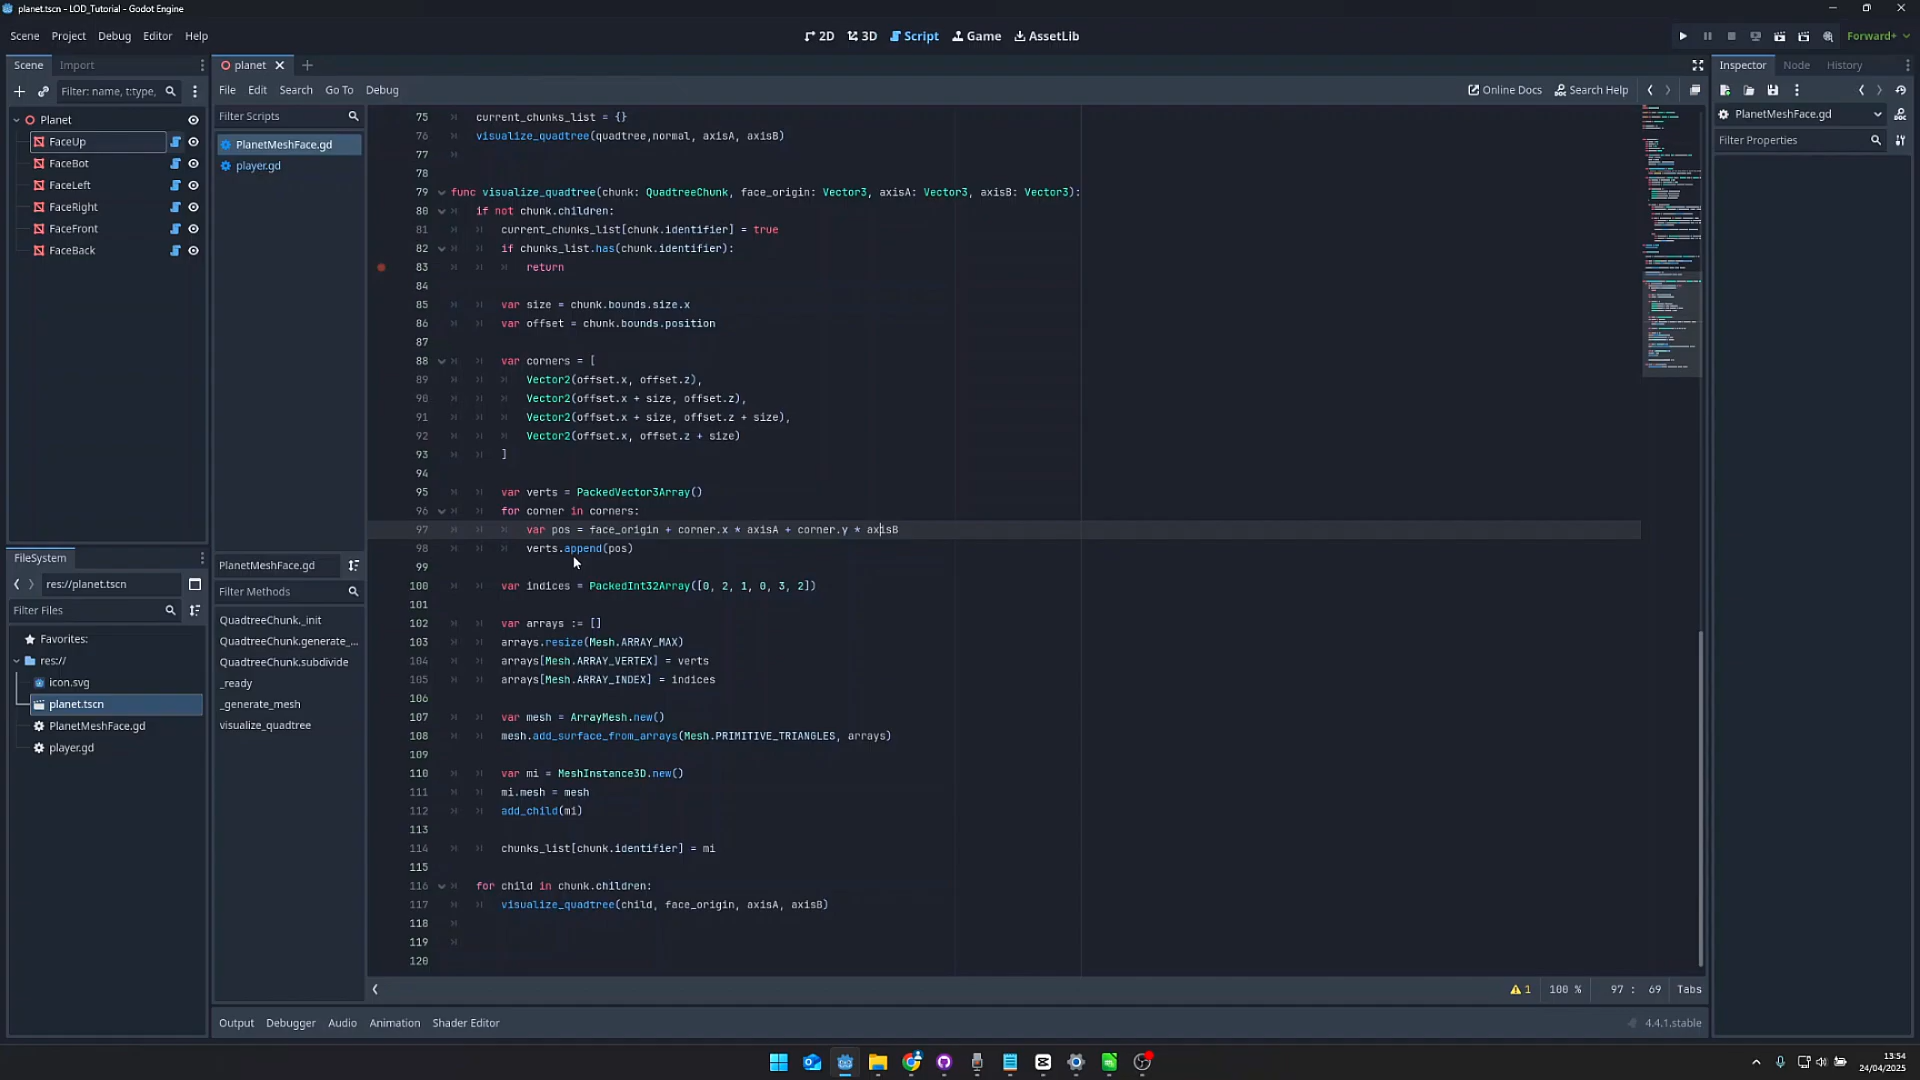 planet.tscn - LOD_Tutorial - Godot Engine
Scene Project Debug Editor Help
2D 3D Script Game AssetLib
Forward+
Scene Import
Filter: name, t:type,
Planet
FaceUp
FaceBot
FaceLeft
FaceRight
FaceFront
FaceBack
FileSystem
res://planet.tscn
Filter Files
Favorites:
res://
icon.svg
planet.tscn
PlanetMeshFace.gd
player.gd
planet
File Edit Search Go To Debug
Online Docs Search Help
Filter Scripts
PlanetMeshFace.gd
player.gd
PlanetMeshFace.gd
Filter Methods
QuadtreeChunk._init
QuadtreeChunk.generate_...
QuadtreeChunk.subdivide
_ready
_generate_mesh
visualize_quadtree
75 current_chunks_list = {}
76 visualize_quadtree(quadtree,normal, axisA, axisB)
77
78
79 func visualize_quadtree(chunk: QuadtreeChunk, face_origin: Vector3, axisA: Vector3, axisB: Vector3):
80 if not chunk.children:
81 current_chunks_list[chunk.identifier] = true
82 if chunks_list.has(chunk.identifier):
83 return
84
85 var size = chunk.bounds.size.x
86 var offset = chunk.bounds.position
87
88 var corners = [
89 Vector2(offset.x, offset.z),
90 Vector2(offset.x + size, offset.z),
91 Vector2(offset.x + size, offset.z + size),
92 Vector2(offset.x, offset.z + size)
93 ]
94
95 var verts = PackedVector3Array()
96 for corner in corners:
97 var pos = face_origin + corner.x * axisA + corner.y * axisB
98 verts.append(pos)
99
100 var indices = PackedInt32Array([0, 2, 1, 0, 3, 2])
101
102 var arrays := []
103 arrays.resize(Mesh.ARRAY_MAX)
104 arrays[Mesh.ARRAY_VERTEX] = verts
105 arrays[Mesh.ARRAY_INDEX] = indices
106
107 var mesh = ArrayMesh.new()
108 mesh.add_surface_from_arrays(Mesh.PRIMITIVE_TRIANGLES, arrays)
109
110 var mi = MeshInstance3D.new()
111 mi.mesh = mesh
112 add_child(mi)
113
114 chunks_list[chunk.identifier] = mi
115
116 for child in chunk.children:
117 visualize_quadtree(child, face_origin, axisA, axisB)
118
119
120
1 100 % 97 : 69 Tabs
Output Debugger Audio Animation Shader Editor
4.4.1.stable
Inspector Node History
PlanetMeshFace.gd
Filter Properties
13:54
24/04/2025